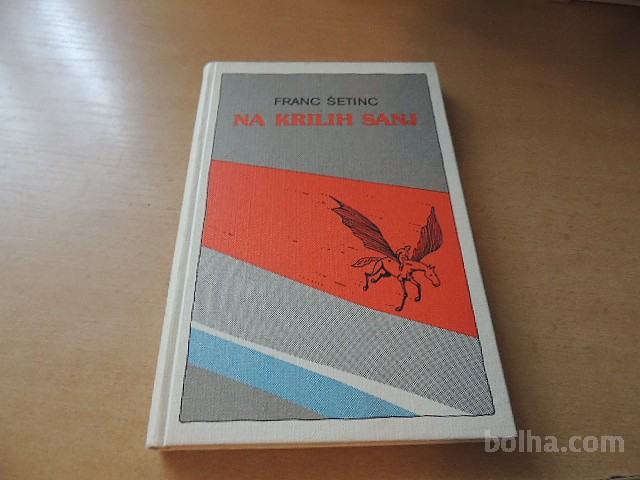 FRANC ŠETINC
NA KRILIH SANJ
bolha.com